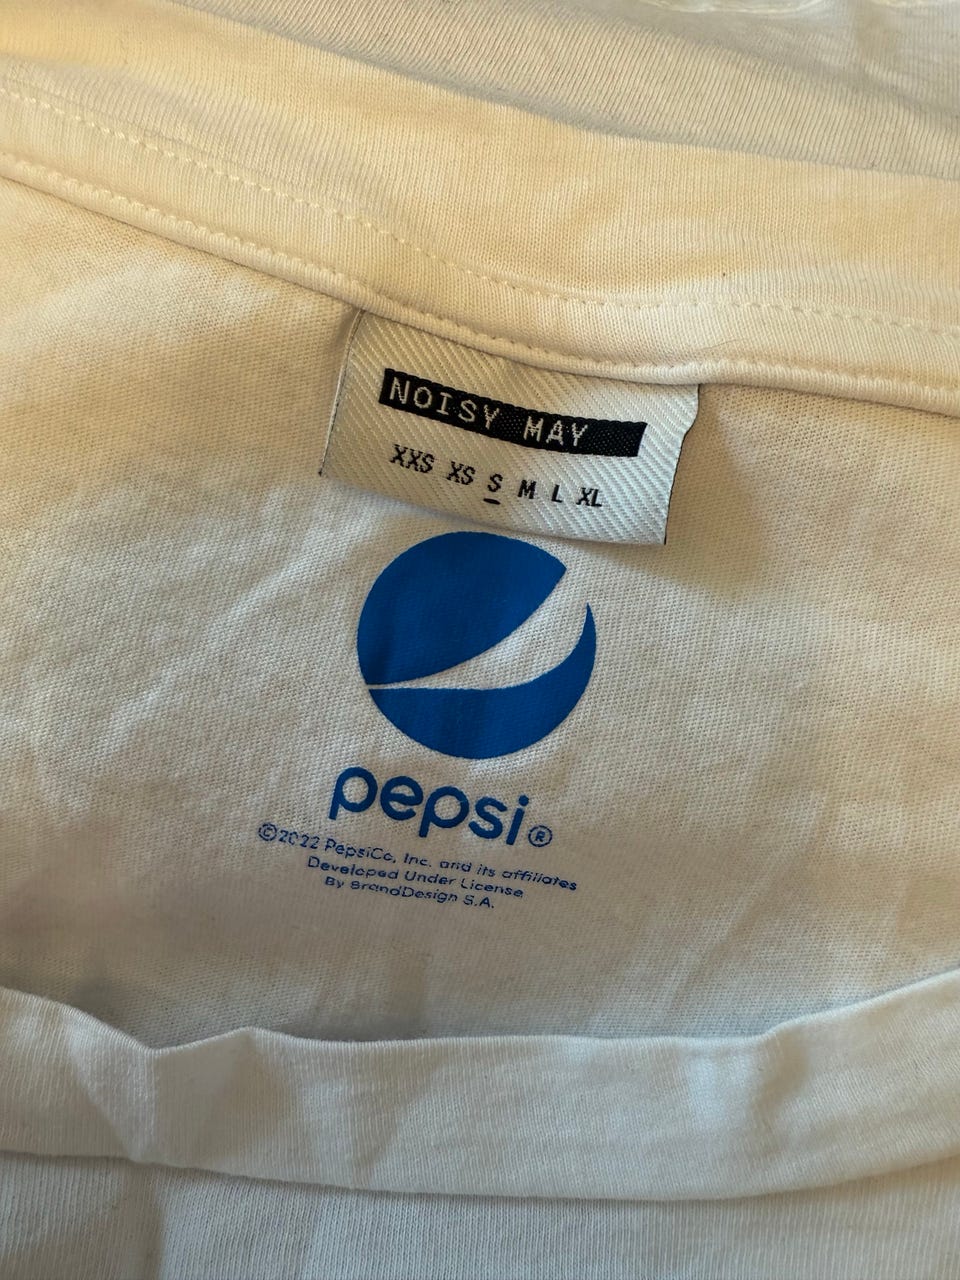 NOISY MAY
XXS XS S M L XL
pepsi®
©2022 PepsiCo, Inc. and its affiliates
Developed Under License
By BrandDesign S.A.